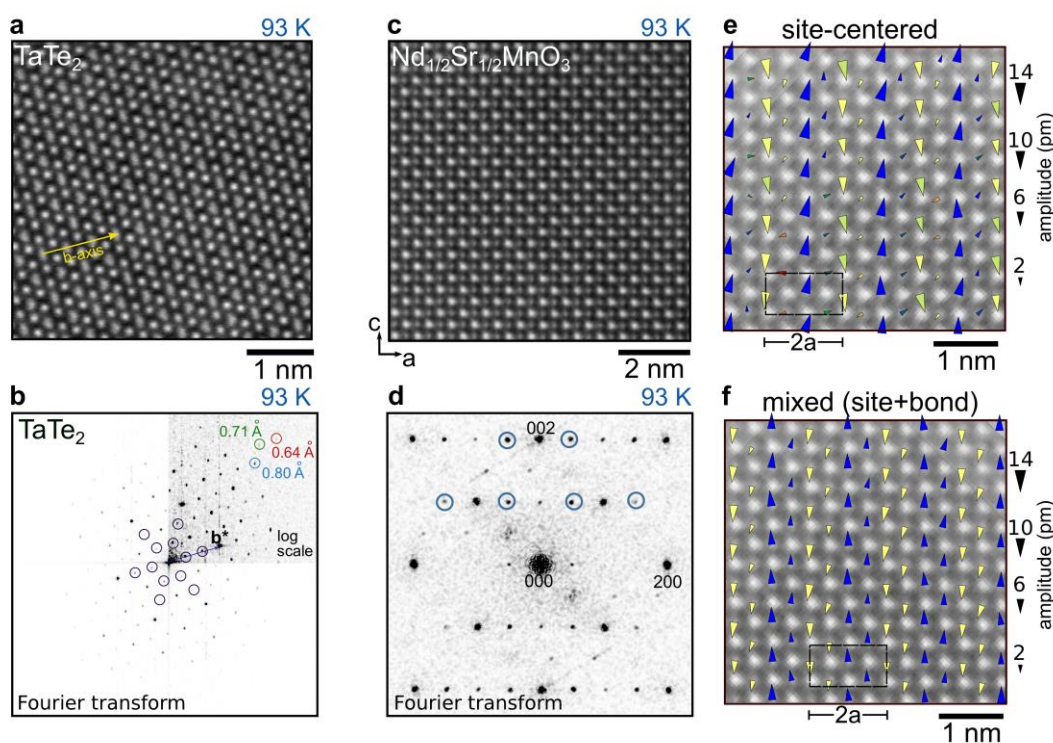 a
93 K
TaTe2
b-axis
1 nm
b
93 K
TaTe2
0.71 Å
0.64 Å
0.80 Å
b*
log
scale
Fourier transform
c
93 K
Nd1/2Sr1/2MnO3
c
a
2 nm
d
93 K
002
000
200
Fourier transform
e
site-centered
14
10
6
2
amplitude (pm)
2a
1 nm
f
mixed (site+bond)
14
10
6
2
amplitude (pm)
2a
1 nm